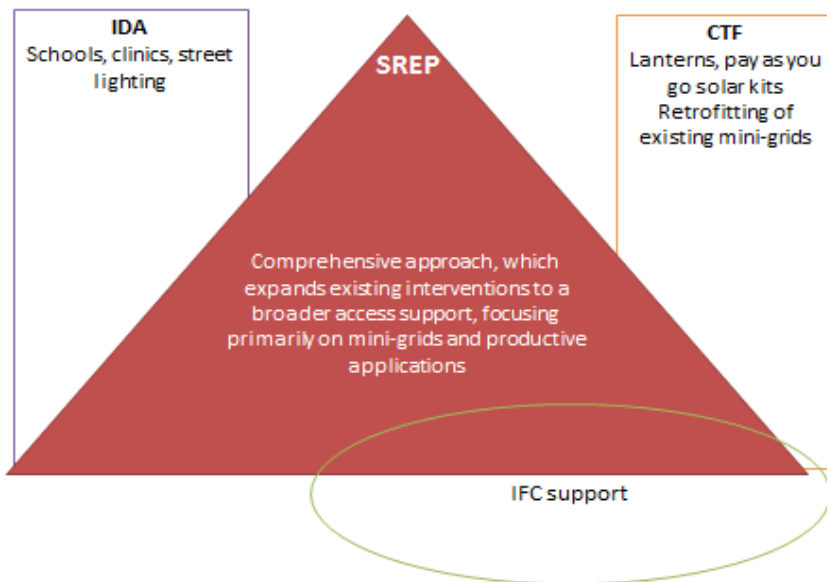 IDA
Schools, clinics, street
lighting
SREP
CTF
Lanterns, pay as you
go solar kits
Retrofitting of
existing mini-grids
Comprehensive approach, which
expands existing interventions to a
broader access support, focusing
primarily on mini-grids and productive
applications
IFC support